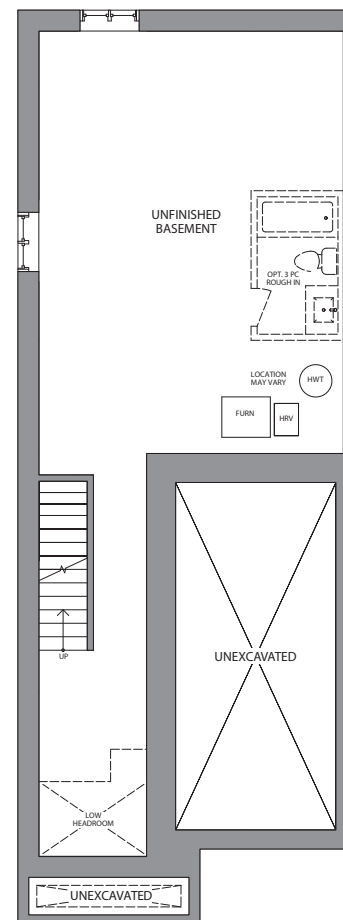 UNFINISHED
BASEMENT
OPT. 3 PC
ROUGH IN
LOCATION
MAY VARY
HWT
FURN
HRV
UNEXCAVATED
UP
LOW
HEADROOM
UNEXCAVATED